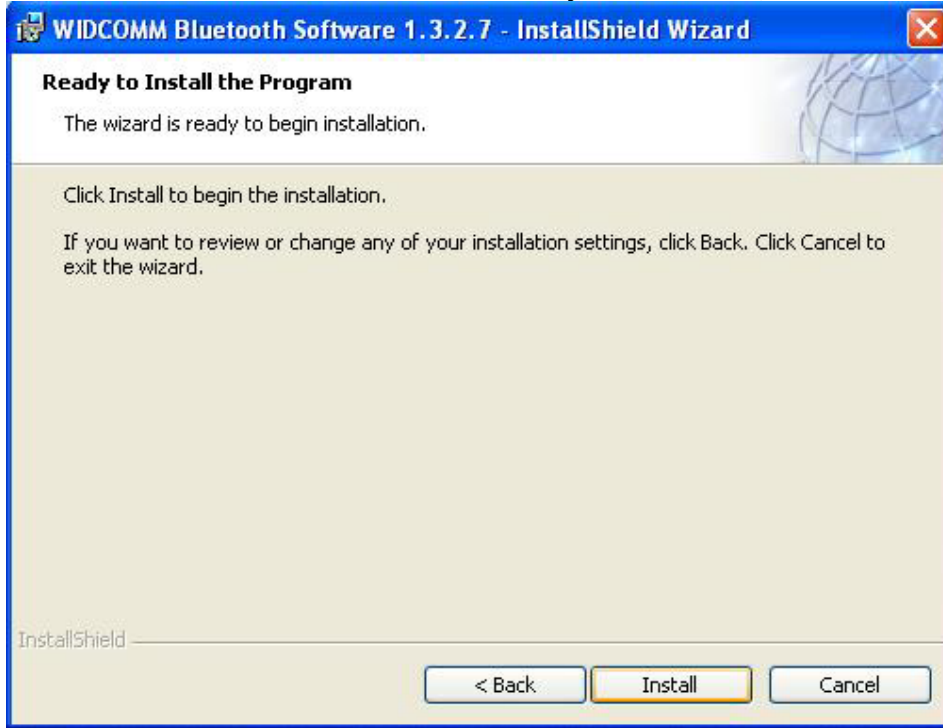 WIDCOMM Bluetooth Software 1.3.2.7 - InstallShield Wizard
Ready to Install the Program
The wizard is ready to begin installation.
Click Install to begin the installation.
If you want to review or change any of your installation settings, click Back. Click Cancel to
exit the wizard.
InstallShield
< Back Install Cancel